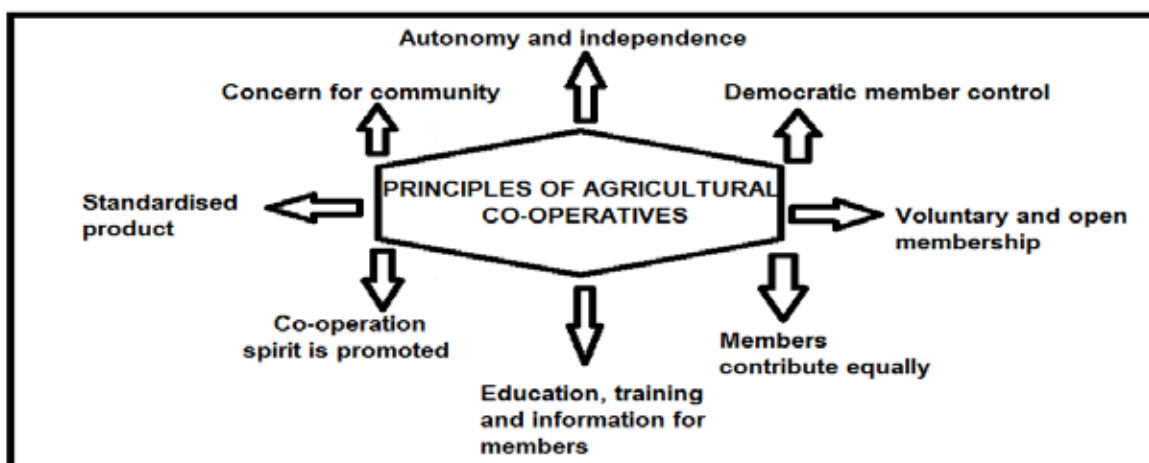 Autonomy and independence
Concern for community
Democratic member control
PRINCIPLES OF AGRICULTURAL
CO-OPERATIVES
Standardised
product
Voluntary and open
membership
Co-operation
spirit is promoted
Members
contribute equally
Education, training
and information for
members